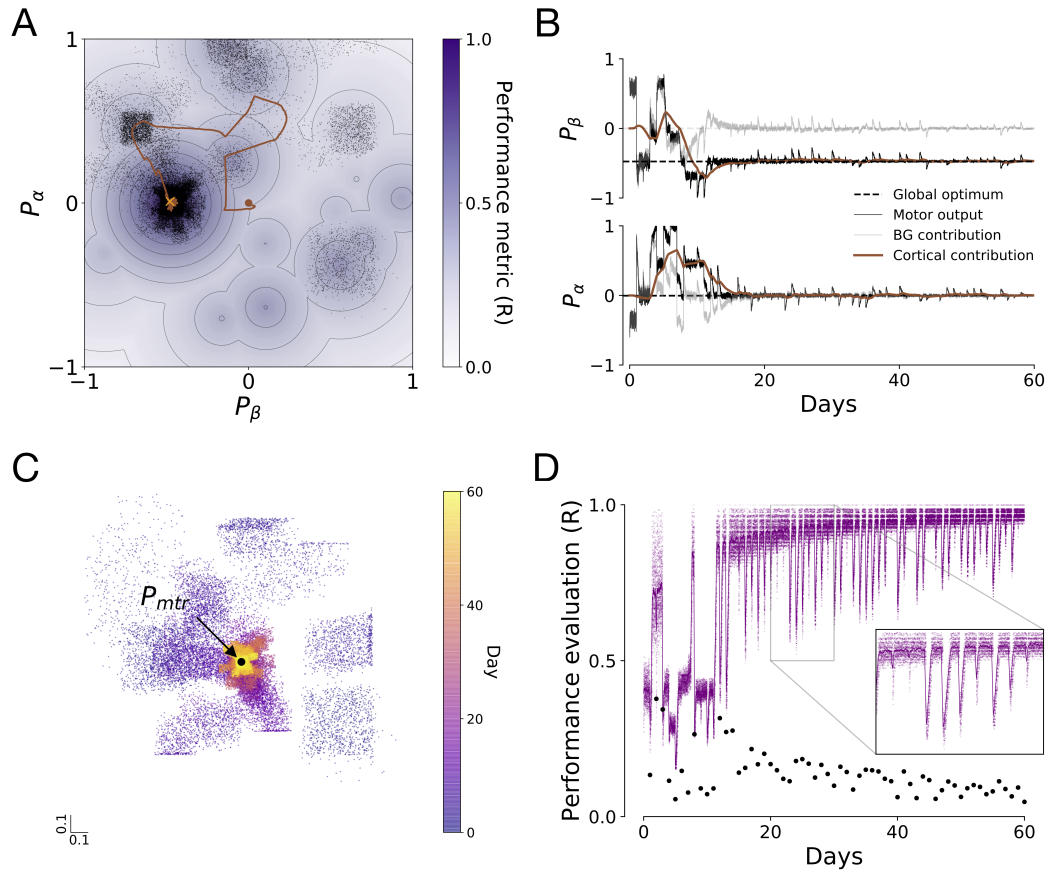 A
1
0
−1
Pα
−1
0
1
Pβ
1.0
0.5
0.0
Performance metric (R)
B
1
0
−1
Pβ
Global optimum
Motor output
BG contribution
Cortical contribution
1
0
−1
Pα
0
20
40
60
Days
C
Pmtr
0.1
0.1
60
40
20
0
Day
D
1.0
0.5
0.0
Performance evaluation (R)
0
20
40
60
Days